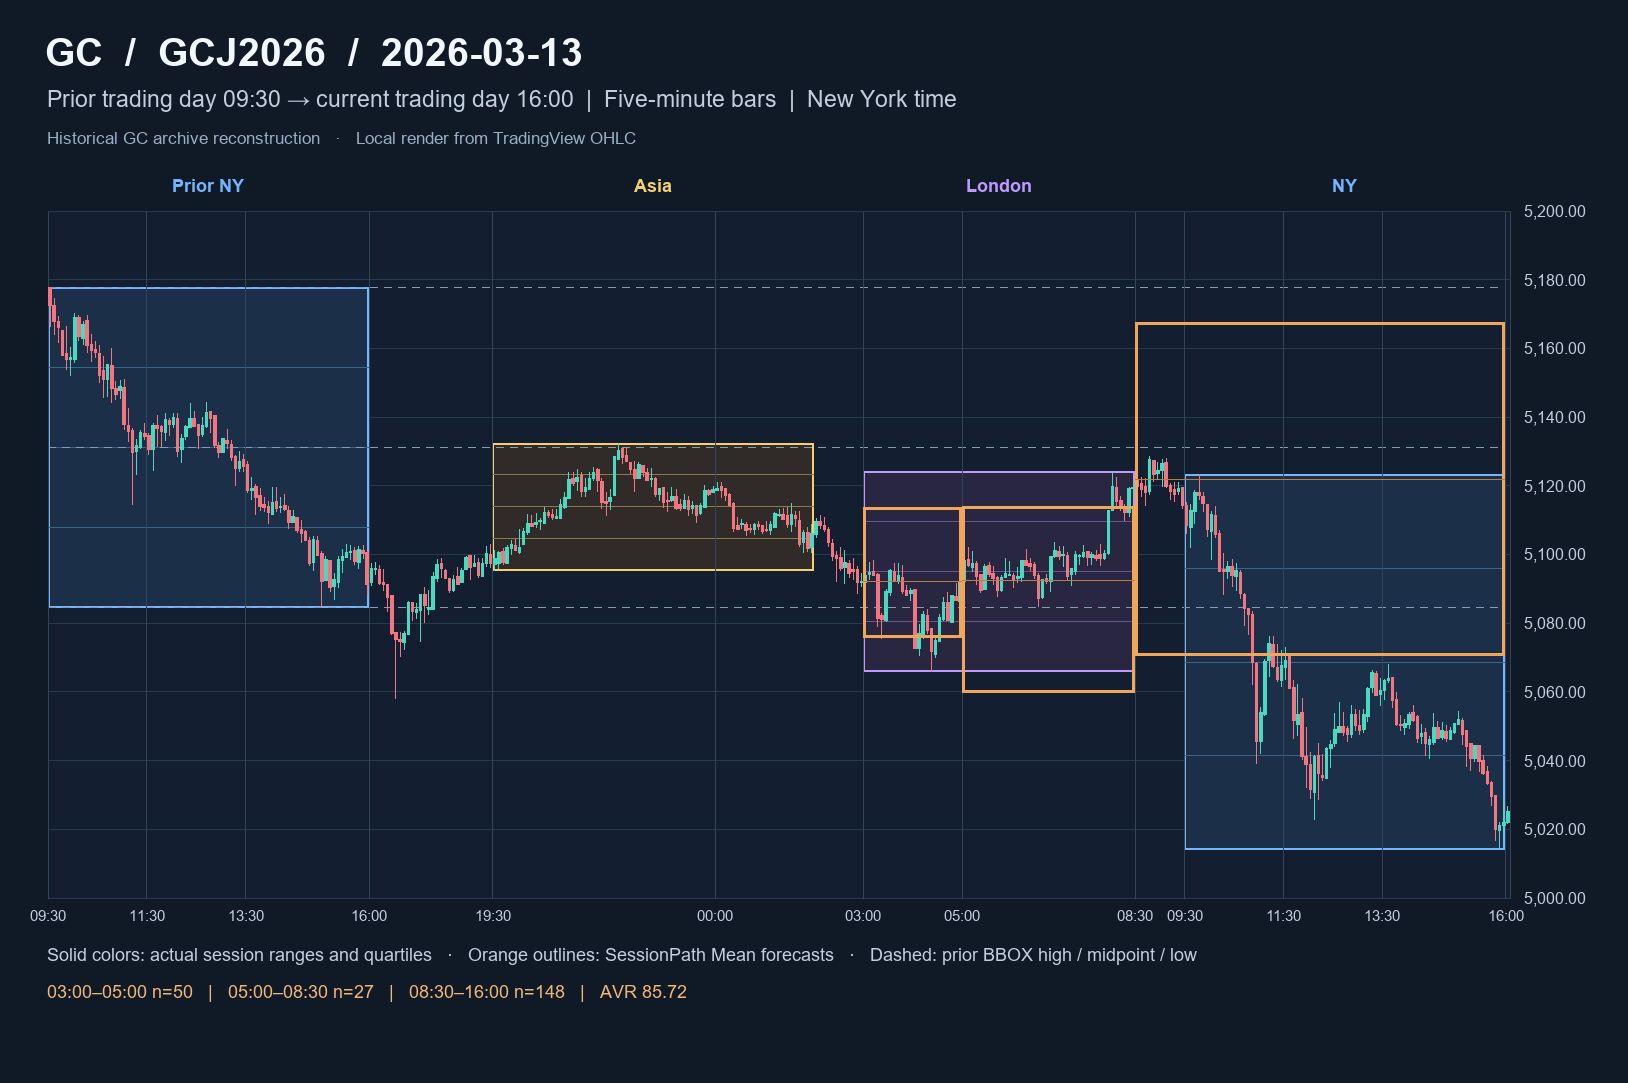 GC / GCJ2026 / 2026-03-13
Prior trading day 09:30 → current trading day 16:00 | Five-minute bars | New York time
Historical GC archive reconstruction · Local render from TradingView OHLC
Prior NY Asia London NY
5,200.00
5,180.00
5,160.00
5,140.00
5,120.00
5,100.00
5,080.00
5,060.00
5,040.00
5,020.00
5,000.00
09:30 11:30 13:30 16:00 19:30 00:00 03:00 05:00 08:30 09:30 11:30 13:30 16:00
Solid colors: actual session ranges and quartiles · Orange outlines: SessionPath Mean forecasts · Dashed: prior BBOX high / midpoint / low
03:00–05:00 n=50 | 05:00–08:30 n=27 | 08:30–16:00 n=148 | AVR 85.72